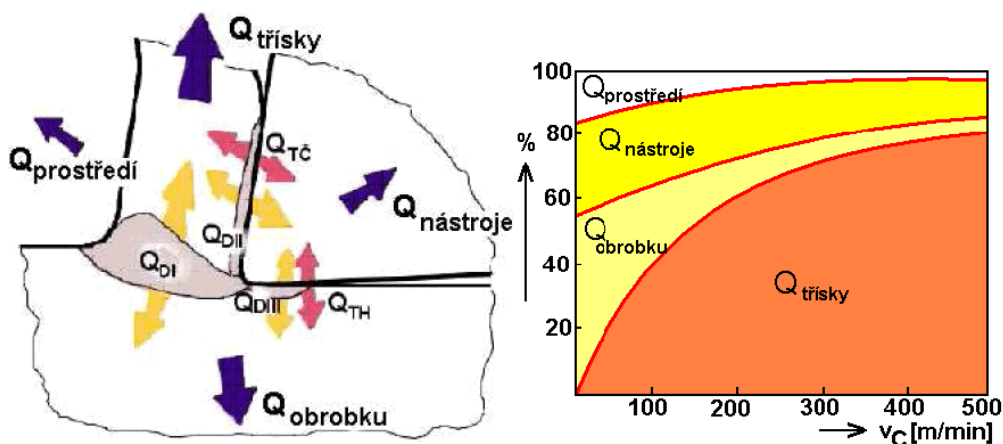 Q třísky
Q prostředí
Q TČ
Q nástroje
Q DII
Q DI
Q DIII
Q TH
Q obrobku
100
80
%
60
40
20
Q prostředí
Q nástroje
Q obrobku
Q třísky
100 200 300 400 500
v C [m/min]